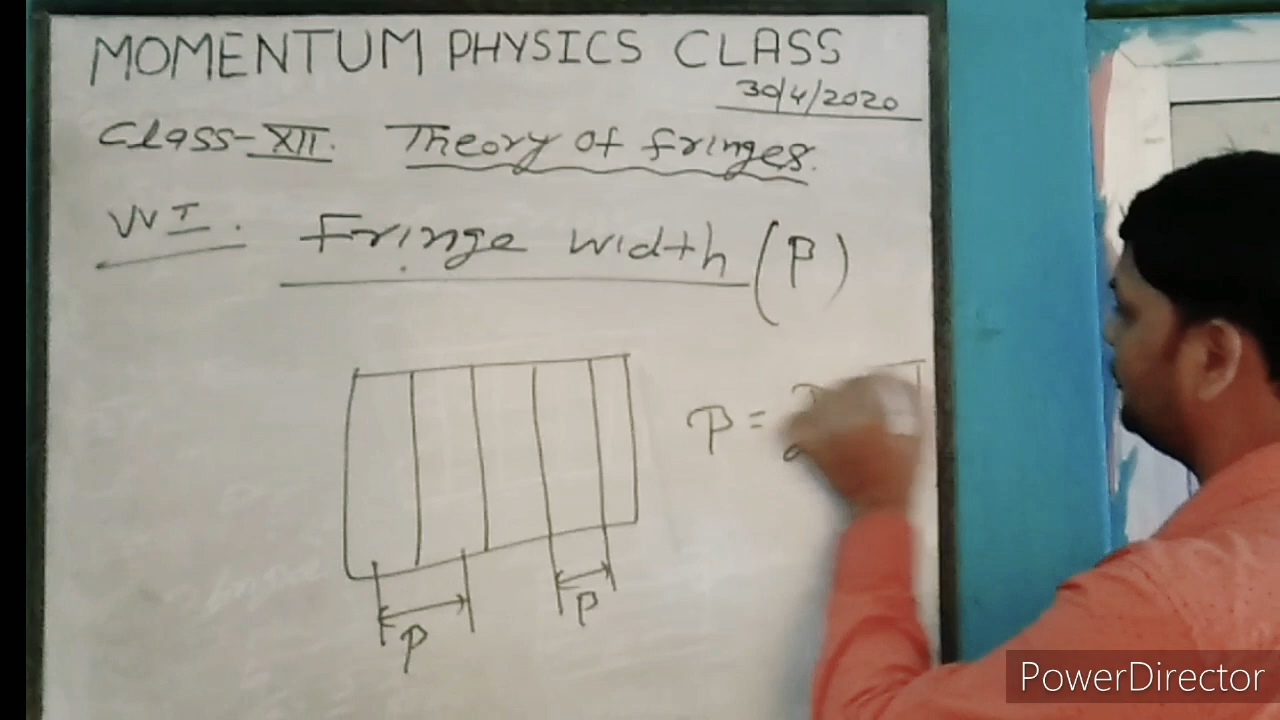 MOMENTUM PHYSICS CLASS
30/4/2020
Class-XII. Theory of fringes.
VVI.
Fringe width (β)
β =
β
β
PowerDirector